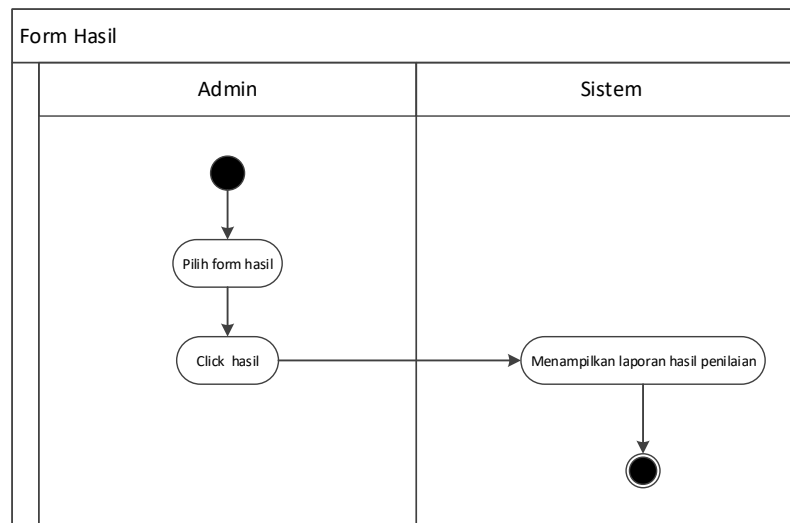 Form Hasil
Admin
Sistem
Pilih form hasil
Click hasil
Menampilkan laporan hasil penilaian